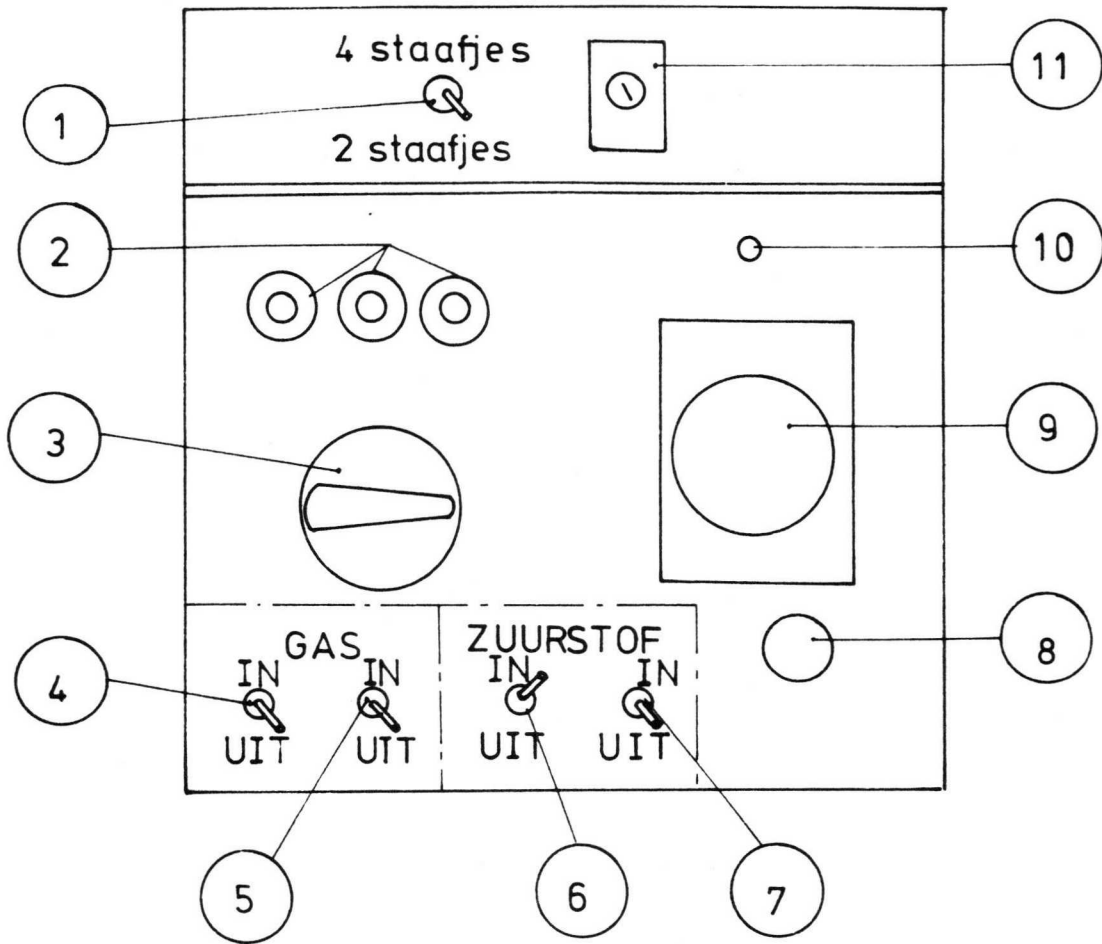 4 staafjes
11
1
2 staafjes
2
10
3
9
GAS
ZUURSTOF
IN
IN
IN
IN
8
4
UIT
UIT
UIT
UIT
5
6
7